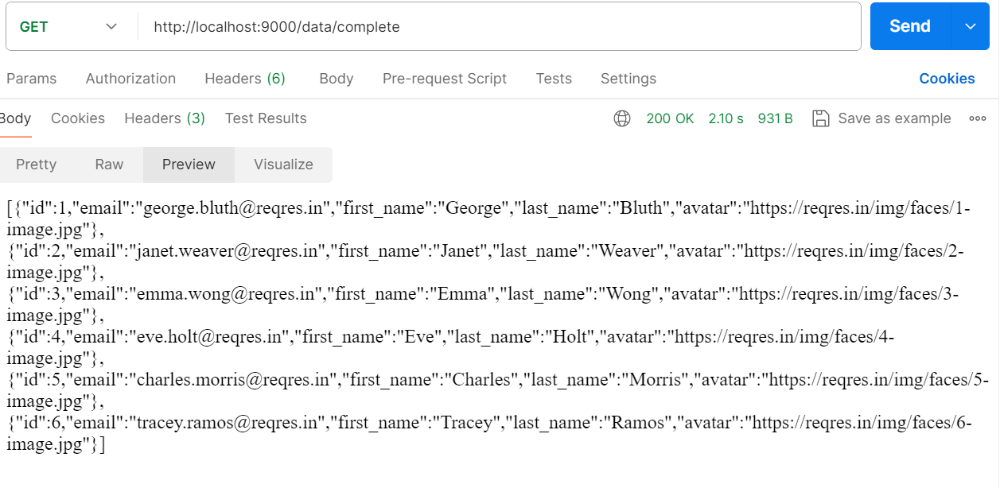 GET http://localhost:9000/data/complete Send
Params Authorization Headers (6) Body Pre-request Script Tests Settings Cookies
Body Cookies Headers (3) Test Results 200 OK 2.10 s 931 B Save as example
Pretty Raw Preview Visualize
[{"id":1,"email":"george.bluth@reqres.in","first_name":"George","last_name":"Bluth","avatar":"https://reqres.in/img/faces/1-
image.jpg"},
{"id":2,"email":"janet.weaver@reqres.in","first_name":"Janet","last_name":"Weaver","avatar":"https://reqres.in/img/faces/2-
image.jpg"},
{"id":3,"email":"emma.wong@reqres.in","first_name":"Emma","last_name":"Wong","avatar":"https://reqres.in/img/faces/3-
image.jpg"},
{"id":4,"email":"eve.holt@reqres.in","first_name":"Eve","last_name":"Holt","avatar":"https://reqres.in/img/faces/4-
image.jpg"},
{"id":5,"email":"charles.morris@reqres.in","first_name":"Charles","last_name":"Morris","avatar":"https://reqres.in/img/faces/5-
image.jpg"},
{"id":6,"email":"tracey.ramos@reqres.in","first_name":"Tracey","last_name":"Ramos","avatar":"https://reqres.in/img/faces/6-
image.jpg"}]